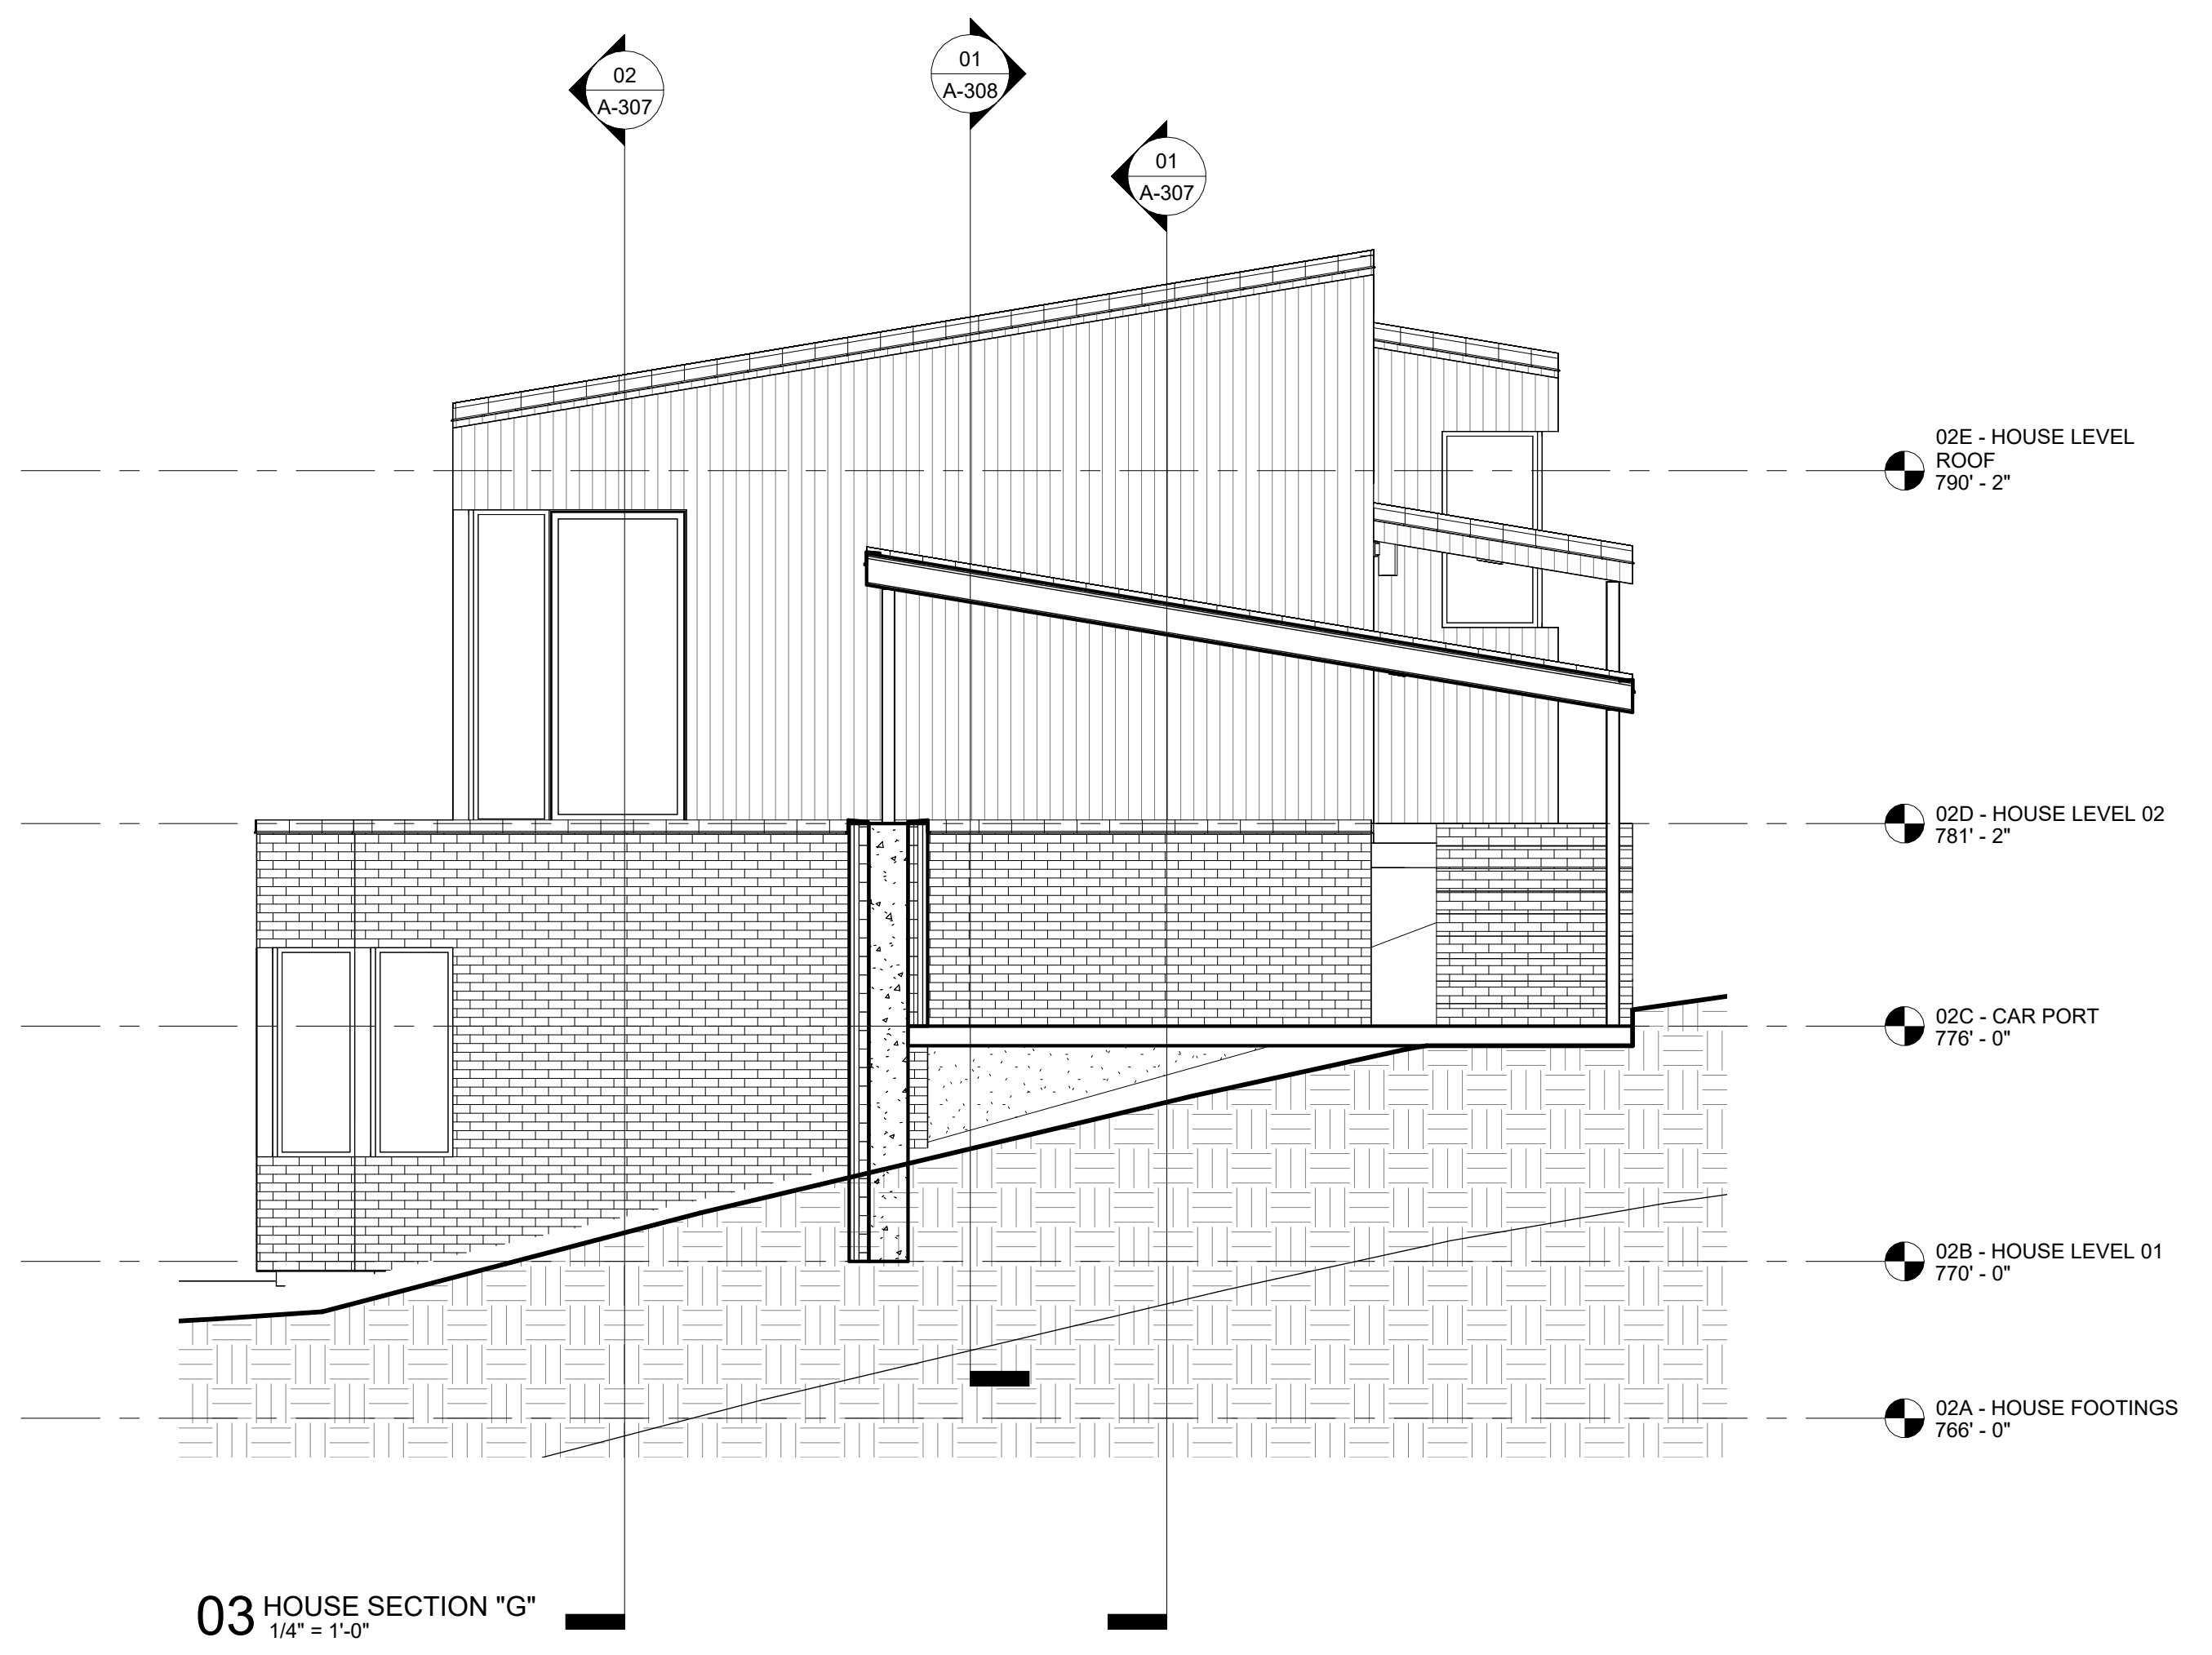 02
A-307
01
A-308
01
A-307
02E - HOUSE LEVEL
ROOF
790' - 2"
02D - HOUSE LEVEL 02
781' - 2"
02C - CAR PORT
776' - 0"
02B - HOUSE LEVEL 01
770' - 0"
02A - HOUSE FOOTINGS
766' - 0"
03 HOUSE SECTION "G"
1/4" = 1'-0"